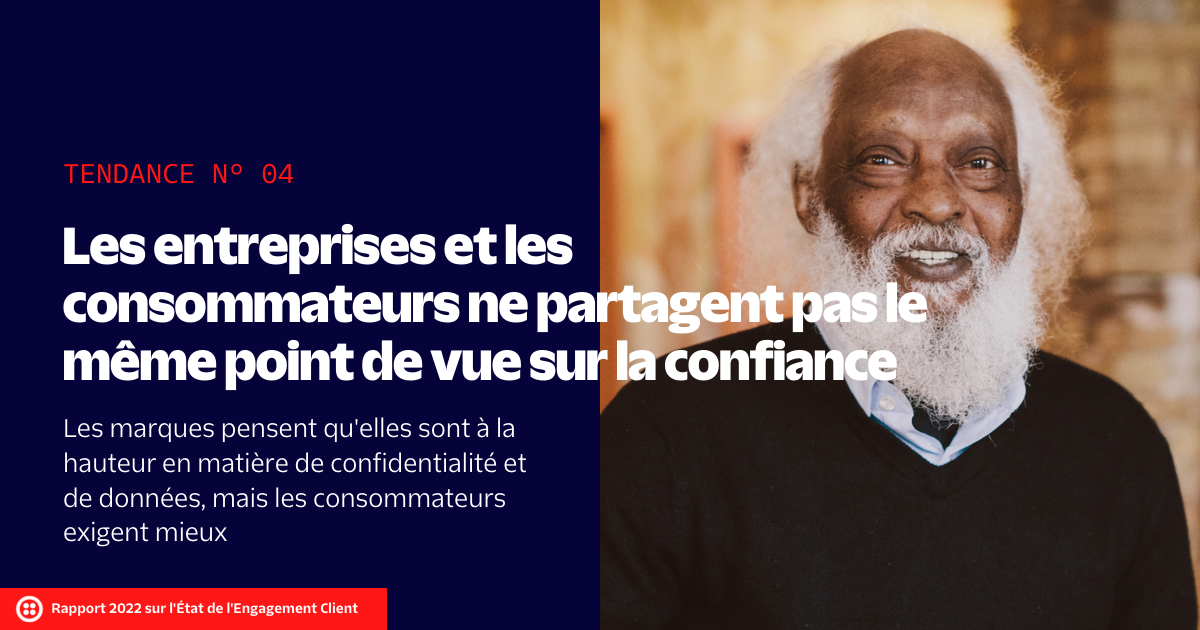 TENDANCE Nº 04
Les entreprises et les
consommateurs ne partagent pas le
même point de vue sur la confiance
Les marques pensent qu'elles sont à la
hauteur en matière de confidentialité et
de données, mais les consommateurs
exigent mieux
Rapport 2022 sur l'État de l'Engagement Client